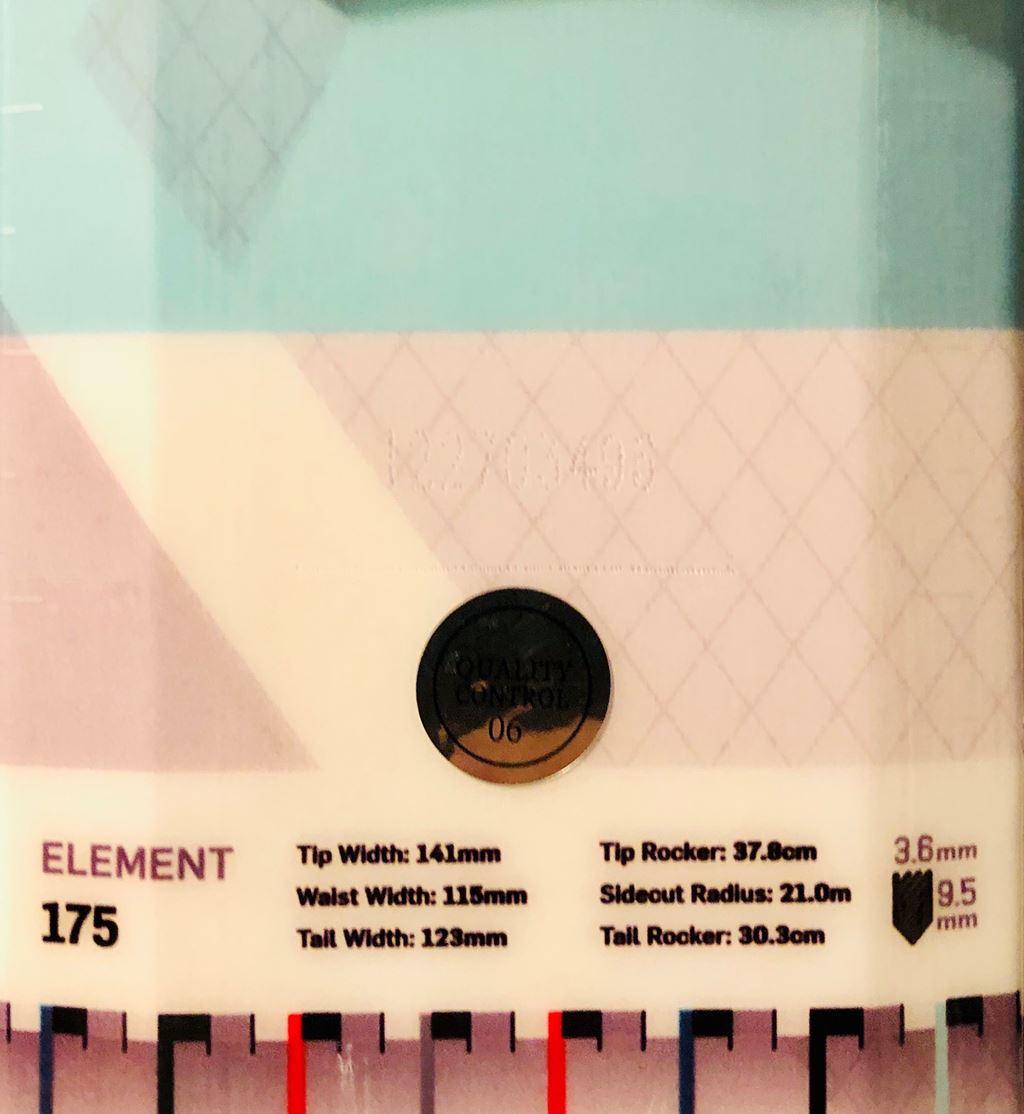 QUALITY
CONTROL
06
ELEMENT
175
Tip Width: 141mm
Waist Width: 115mm
Tail Width: 123mm
Tip Rocker: 37.8cm
Sidecut Radius: 21.0m
Tail Rocker: 30.3cm
3.6mm
9.5
mm